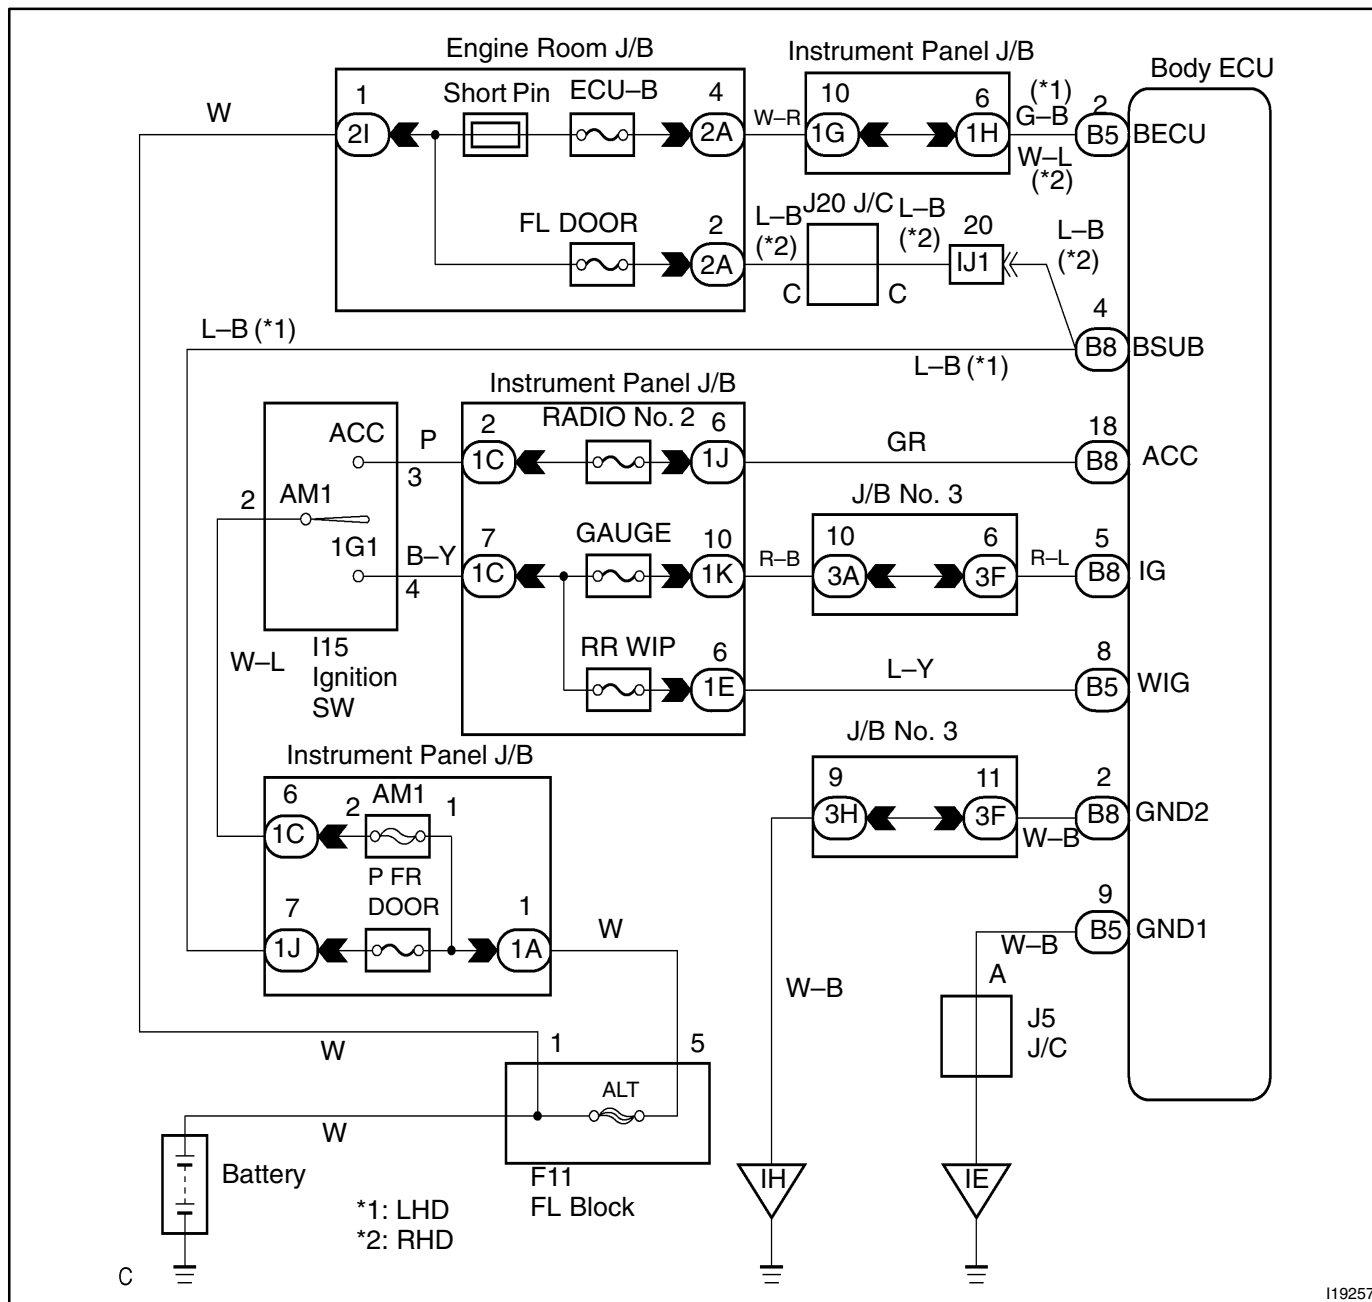 Engine Room J/B
Instrument Panel J/B
Body ECU
W
1
Short Pin
ECU–B
4
10
6
(*1)
G–B
2
2I
2A
W–R
1G
1H
W–L
(*2)
B5
BECU
FL DOOR
2
2A
L–B
(*2)
J20 J/C
C
C
L–B
(*2)
20
IJ1
L–B
(*2)
4
B8
BSUB
L–B (*1)
L–B (*1)
Instrument Panel J/B
ACC
P
3
2
1C
RADIO No. 2
6
1J
GR
18
B8
ACC
2
AM1
1G1
B–Y
4
7
1C
GAUGE
10
1K
R–B
J/B No. 3
10
3A
6
3F
R–L
5
B8
IG
I15
Ignition
SW
W–L
RR WIP
6
1E
L–Y
8
B5
WIG
Instrument Panel J/B
6
1C
2
AM1
1
J/B No. 3
9
3H
11
3F
W–B
2
B8
GND2
P FR
DOOR
7
1J
1
1A
W
9
B5
GND1
W–B
A
W–B
J5
J/C
W
1
5
ALT
W
F11
FL Block
Battery
*1: LHD
*2: RHD
IH
IE
C
I19257